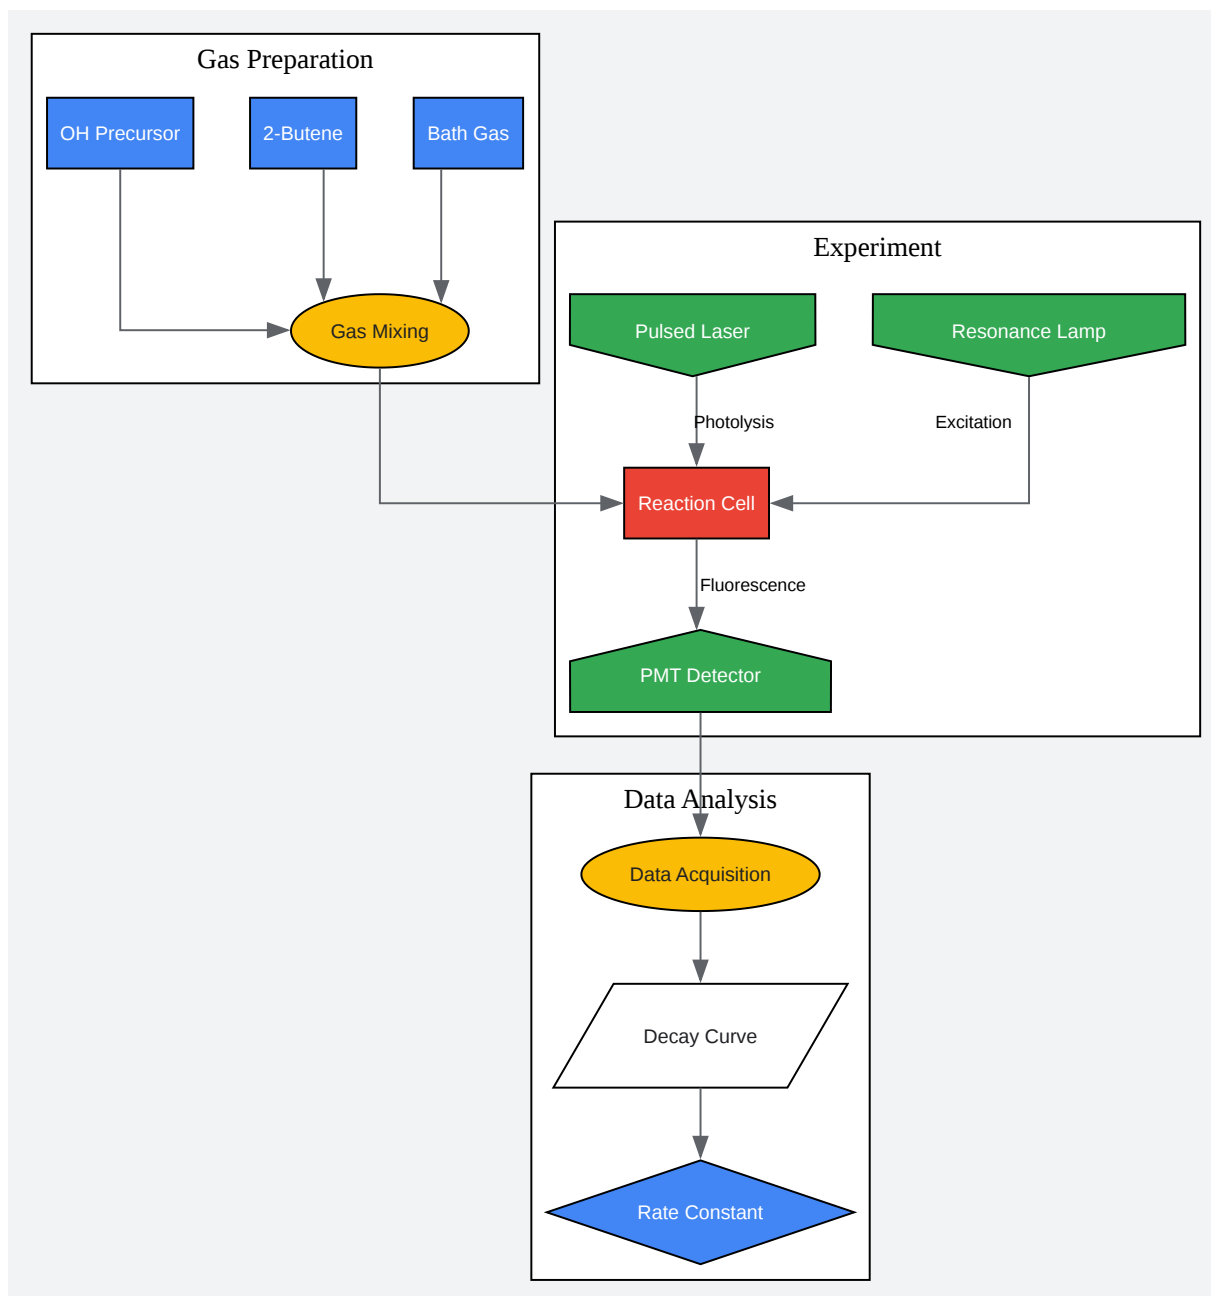 Gas Preparation
OH Precursor
2-Butene
Bath Gas
Gas Mixing
Experiment
Pulsed Laser
Resonance Lamp
Photolysis
Excitation
Reaction Cell
Fluorescence
PMT Detector
Data Analysis
Data Acquisition
Decay Curve
Rate Constant